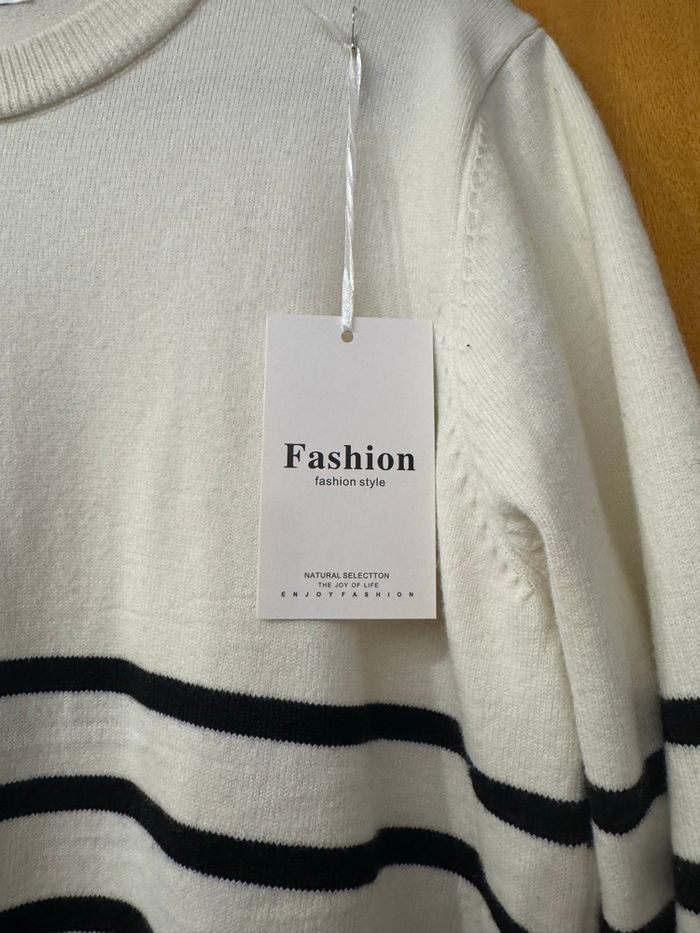 Fashion
fashion style
NATURAL SELECTTON
THE JOY OF LIFE
ENJOYFASHION